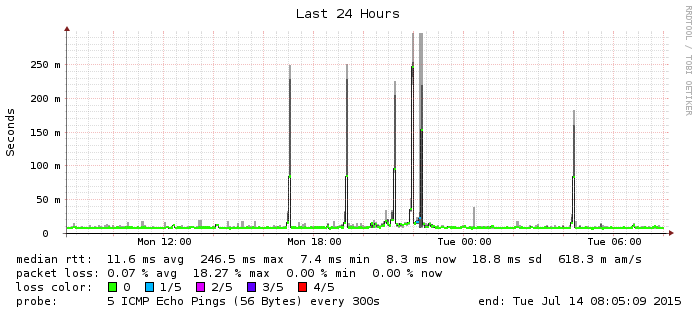 Last 24 Hours
RRDTOOL / TOBI OETIKER
Seconds
250 m
200 m
150 m
100 m
50 m
0
Mon 12:00 Mon 18:00 Tue 00:00 Tue 06:00
median rtt: 11.6 ms avg 246.5 ms max 7.4 ms min 8.3 ms now 18.8 ms sd 618.3 m am/s
packet loss: 0.07 % avg 18.27 % max 0.00 % min 0.00 % now
loss color: 0 1/5 2/5 3/5 4/5
probe: 5 ICMP Echo Pings (56 Bytes) every 300s end: Tue Jul 14 08:05:09 2015